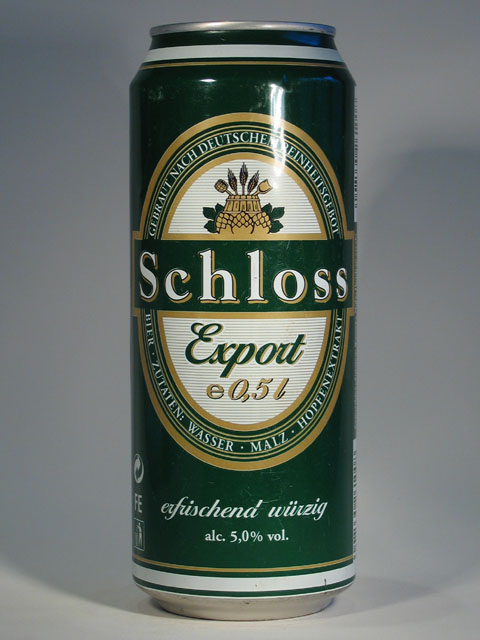 GEBRAUT NACH DEUTSCHEM REINHEITSGEBOT
Schloss
Export
e 0,5 l
BIER · ZUTATEN: WASSER · MALZ · HOPFENEXTRAKT
erfrischend würzig
alc. 5,0% vol.
FE